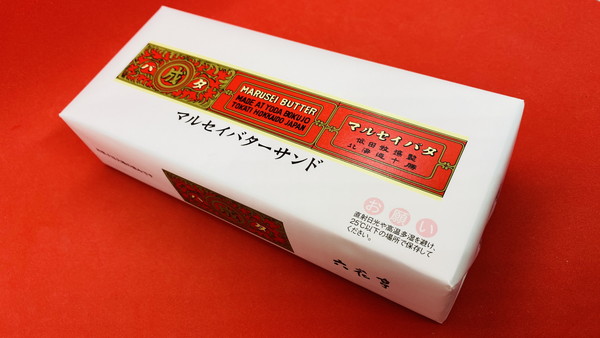 バ 成 タ
MARUSEI BUTTER
MADE AT TODA BOKUJO
TOKATI HOKKAIDO JAPAN
マルセイバタ
依田牧場製
北海道十勝
マルセイバターサンド
お願い
直射日光や高温多湿を避け、
25℃以下の場所で保存して
ください。
六花亭
バ タ